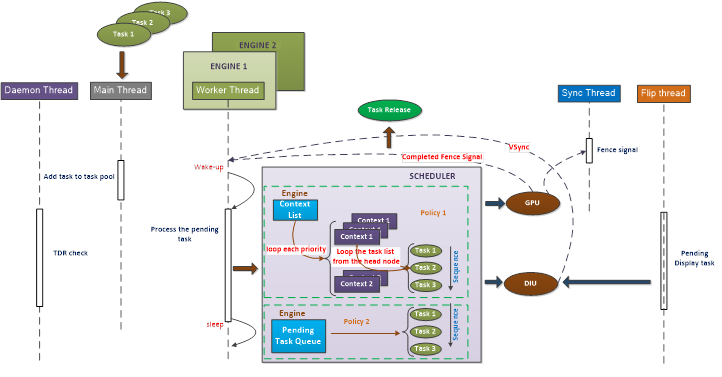 Task 3
Task 2
Task 1
ENGINE 2
ENGINE 1
Daemon Thread
Main Thread
Worker Thread
Sync Thread
Flip thread
Task Release
VSync
Completed Fence Signal
Fence signal
Wake-up
Add task to task pool
SCHEDULER
Engine
Context
List
Policy 1
Context 1
Context 1
GPU
Process the pending
task
loop each priority
Loop the task list
from the head node
Task 1
Task 2
Task 3
Sequence
TDR check
Pending
Display task
Context 2
DIU
sleep
Engine
Pending
Task Queue
Policy 2
Task 1
Task 2
Task 3
Sequence